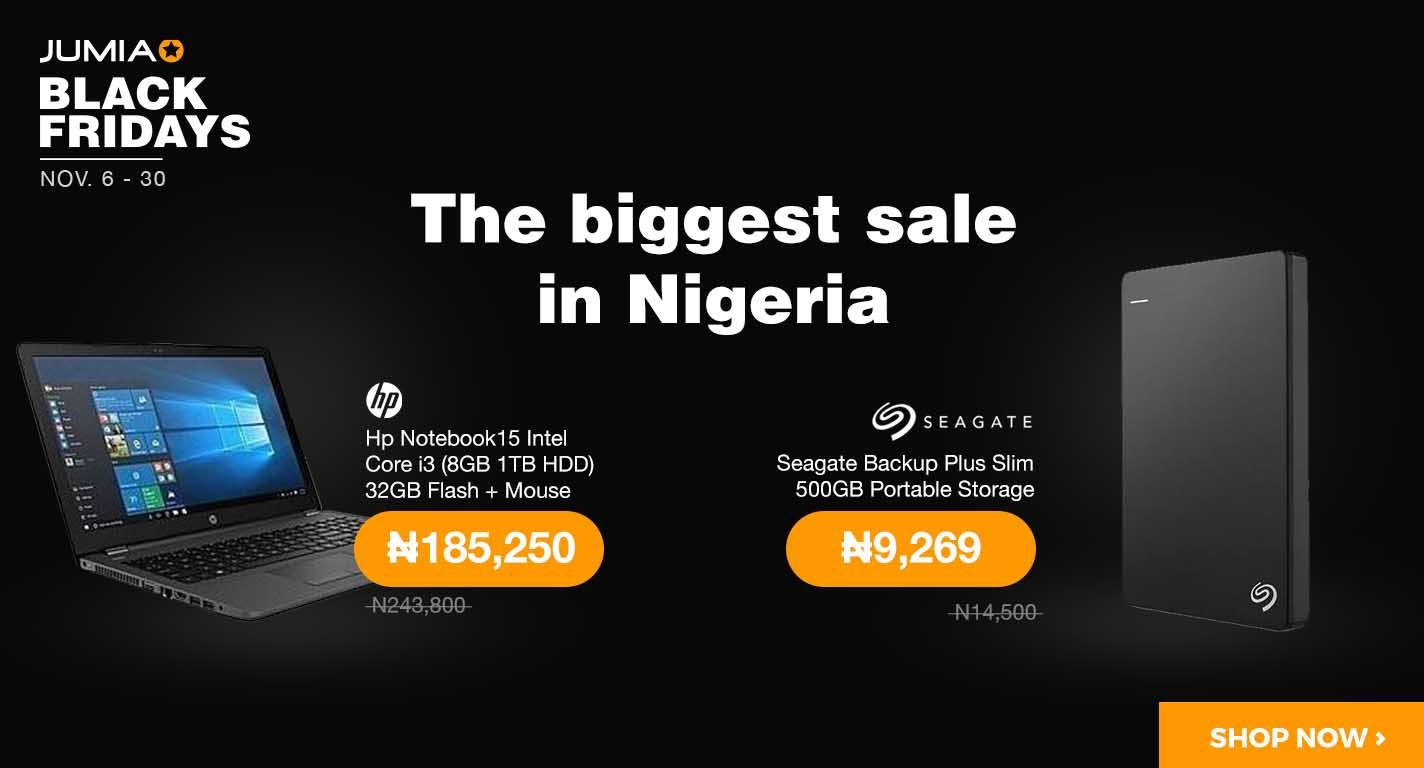 JUMIA
BLACK
FRIDAYS
NOV. 6 - 30
The biggest sale
in Nigeria
hp
Hp Notebook15 Intel
Core i3 (8GB 1TB HDD)
32GB Flash + Mouse
₦185,250
N243,800
SEAGATE
Seagate Backup Plus Slim
500GB Portable Storage
₦9,269
N14,500
SHOP NOW ›